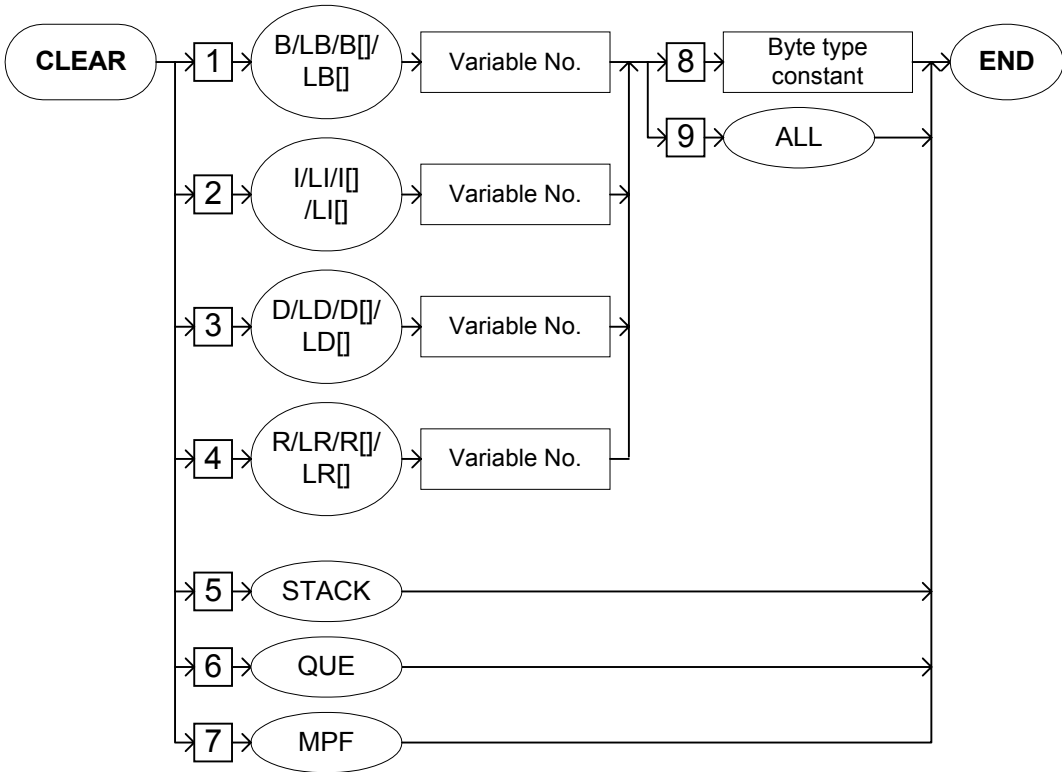 CLEAR
1
B/LB/B[]/
LB[]
Variable No.
8
Byte type
constant
END
9
ALL
2
I/LI/I[]
/LI[]
Variable No.
3
D/LD/D[]/
LD[]
Variable No.
4
R/LR/R[]/
LR[]
Variable No.
5
STACK
6
QUE
7
MPF